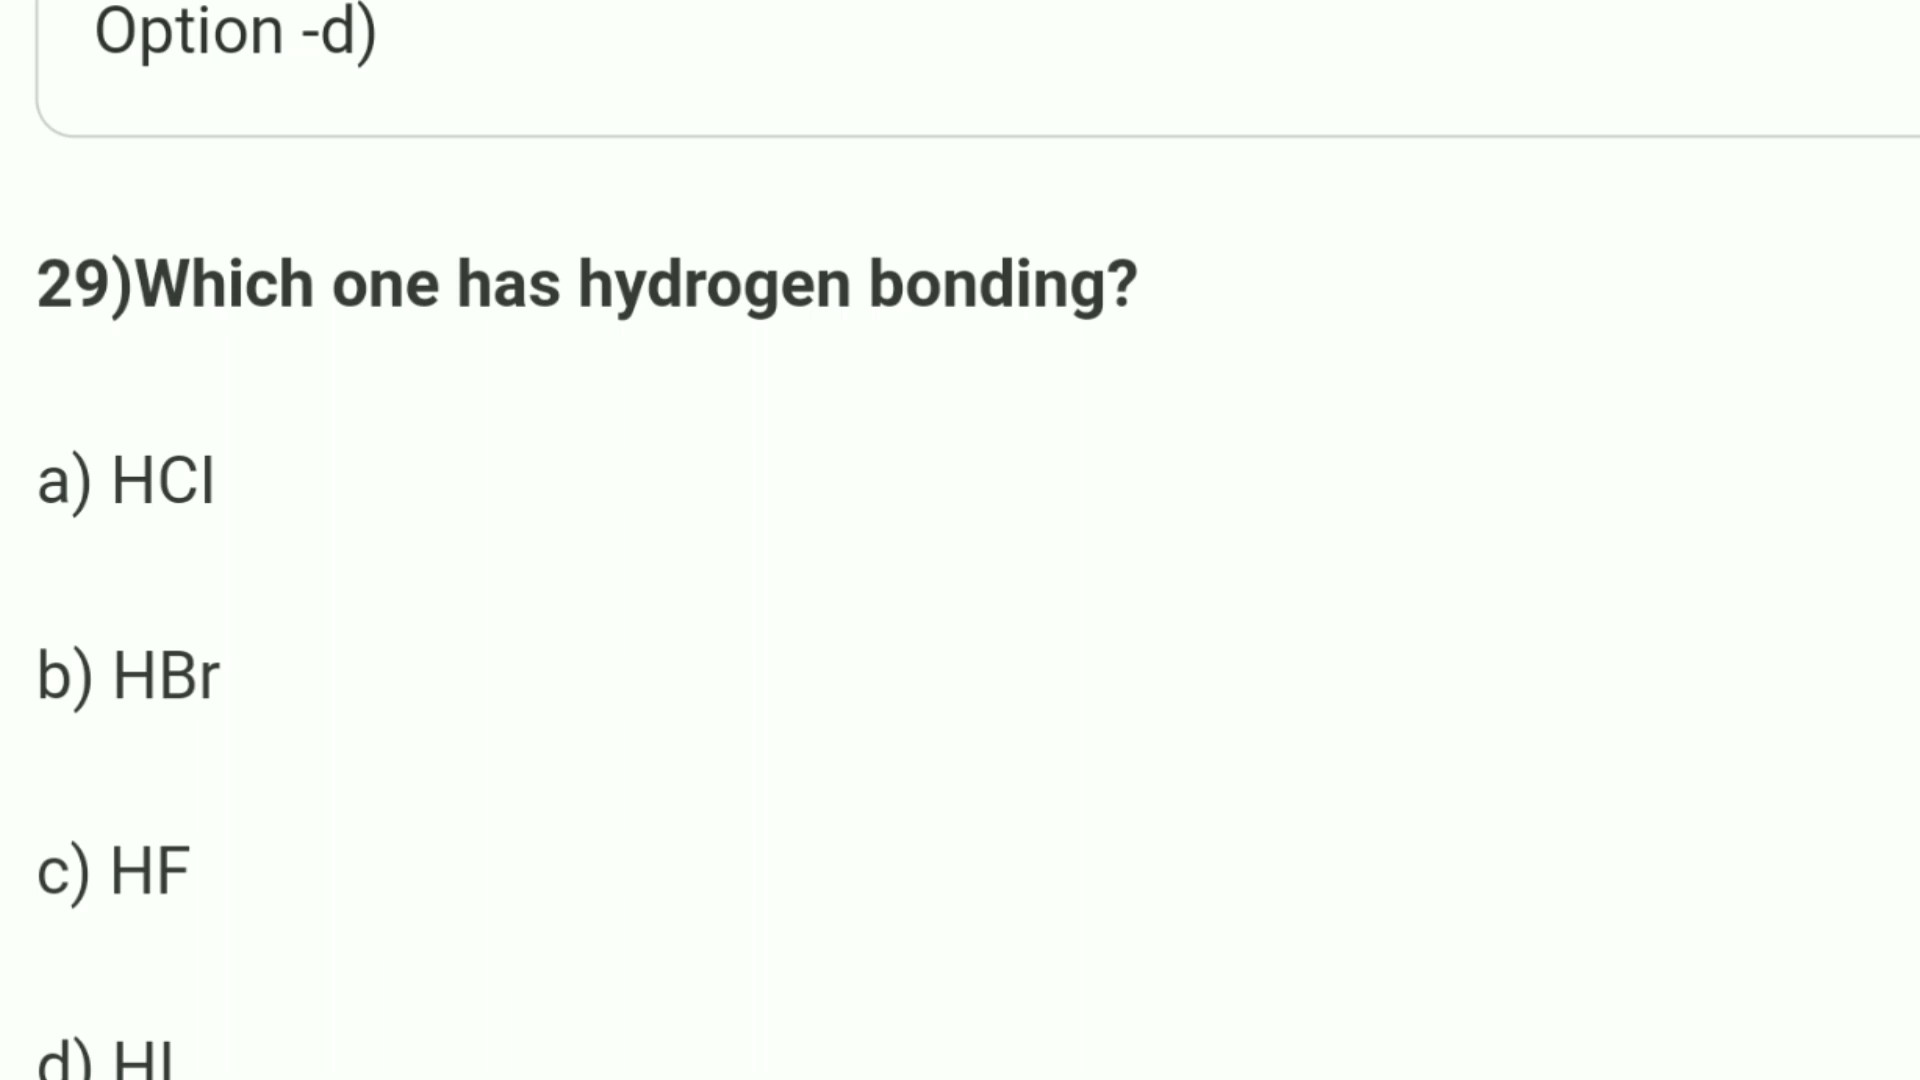 Option -d)
29)Which one has hydrogen bonding?
a) HCl
b) HBr
c) HF
d) HI